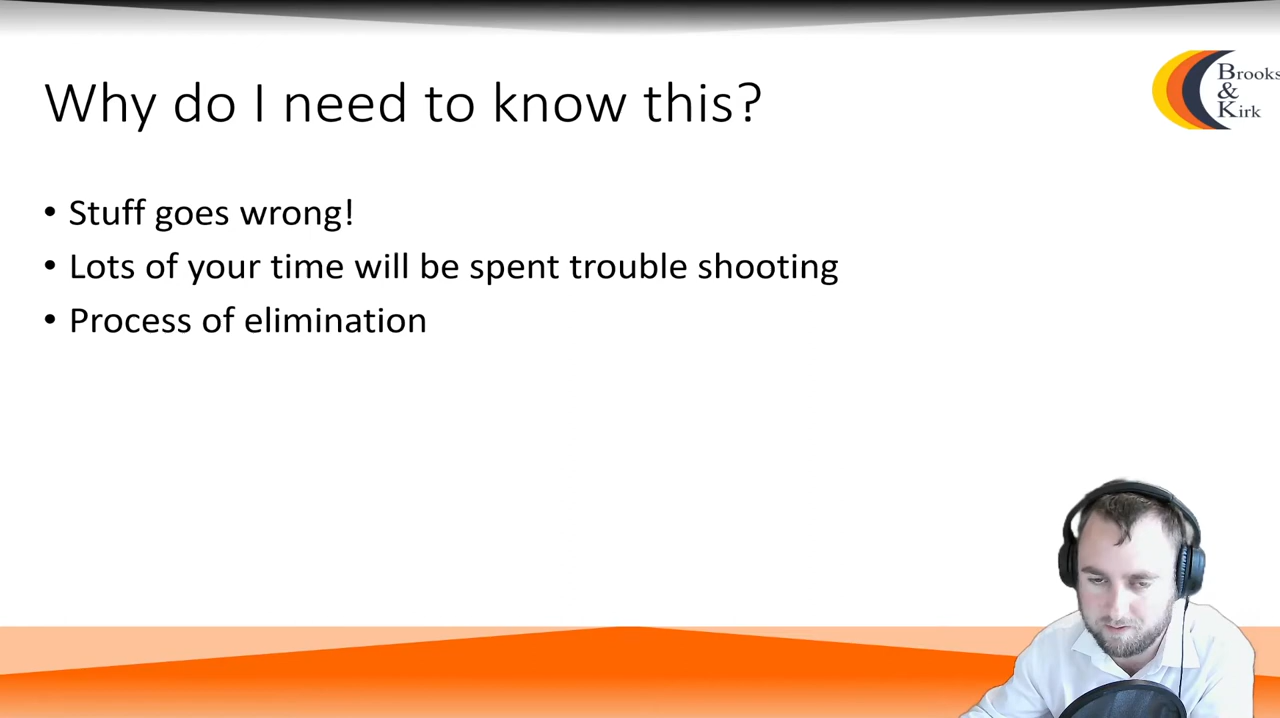 Why do I need to know this?
Brooks
&
Kirk
• Stuff goes wrong!
• Lots of your time will be spent trouble shooting
• Process of elimination